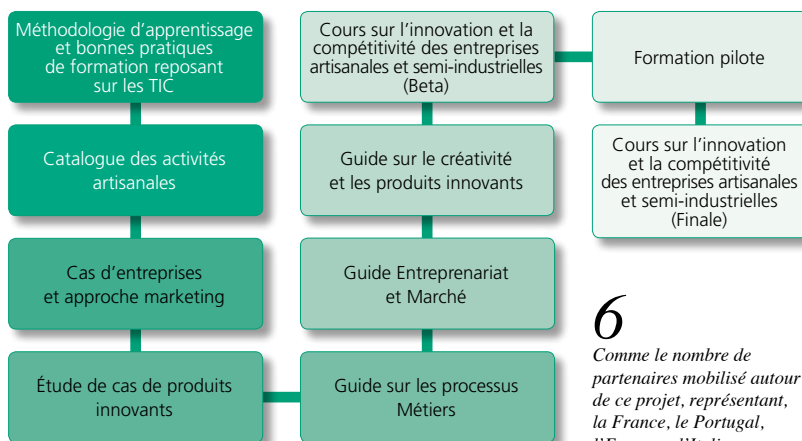 Méthodologie d'apprentissage
et bonnes pratiques
de formation reposant
sur les TIC
Catalogue des activités
artisanales
Cas d'entreprises
et approche marketing
Étude de cas de produits
innovants
Guide sur les processus
Métiers
Guide Entreprenariat
et Marché
Guide sur le créativité
et les produits innovants
Cours sur l'innovation et la
compétitivité des entreprises
artisanales et semi-industrielles
(Beta)
Formation pilote
Cours sur l'innovation
et la compétitivité
des entreprises artisanales
et semi-industrielles
(Finale)
6
Comme le nombre de
partenaires mobilisé autour
de ce projet, représentant,
la France, le Portugal,